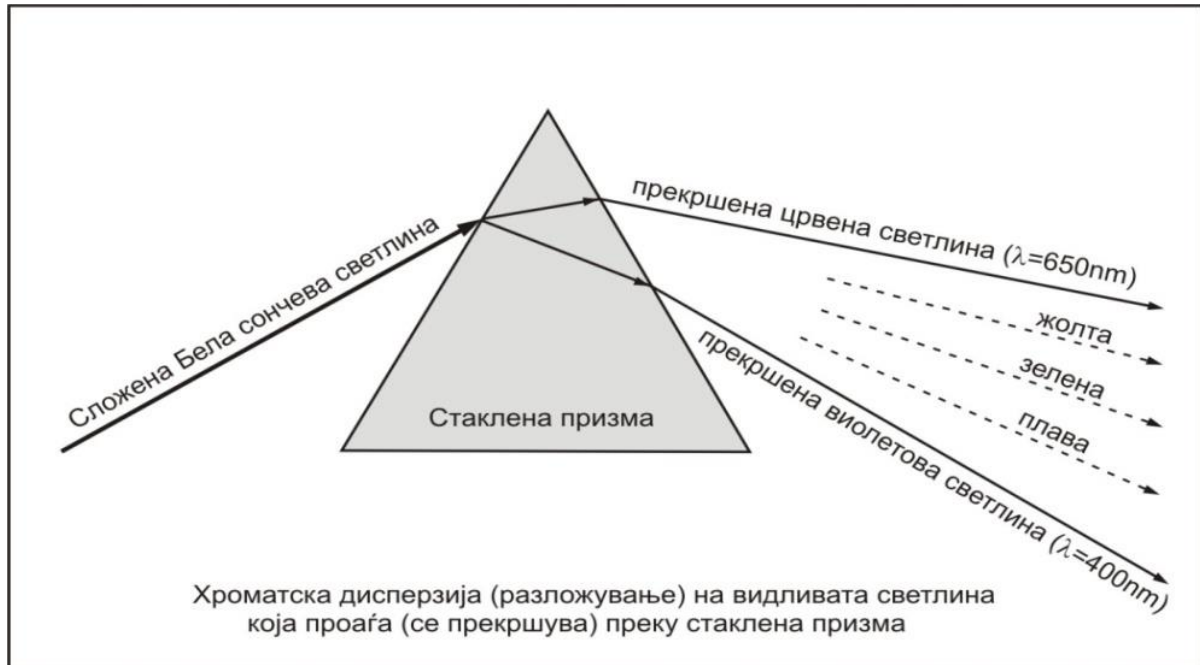 Сложена Бела сончева светлина
прекршена црвена светлина (λ=650nm)
жолта
зелена
плава
прекршена виолетова светлина (λ=400nm)
Стаклена призма
Хроматска дисперзија (разложување) на видливата светлина
која проаѓа (се прекршува) преку стаклена призма